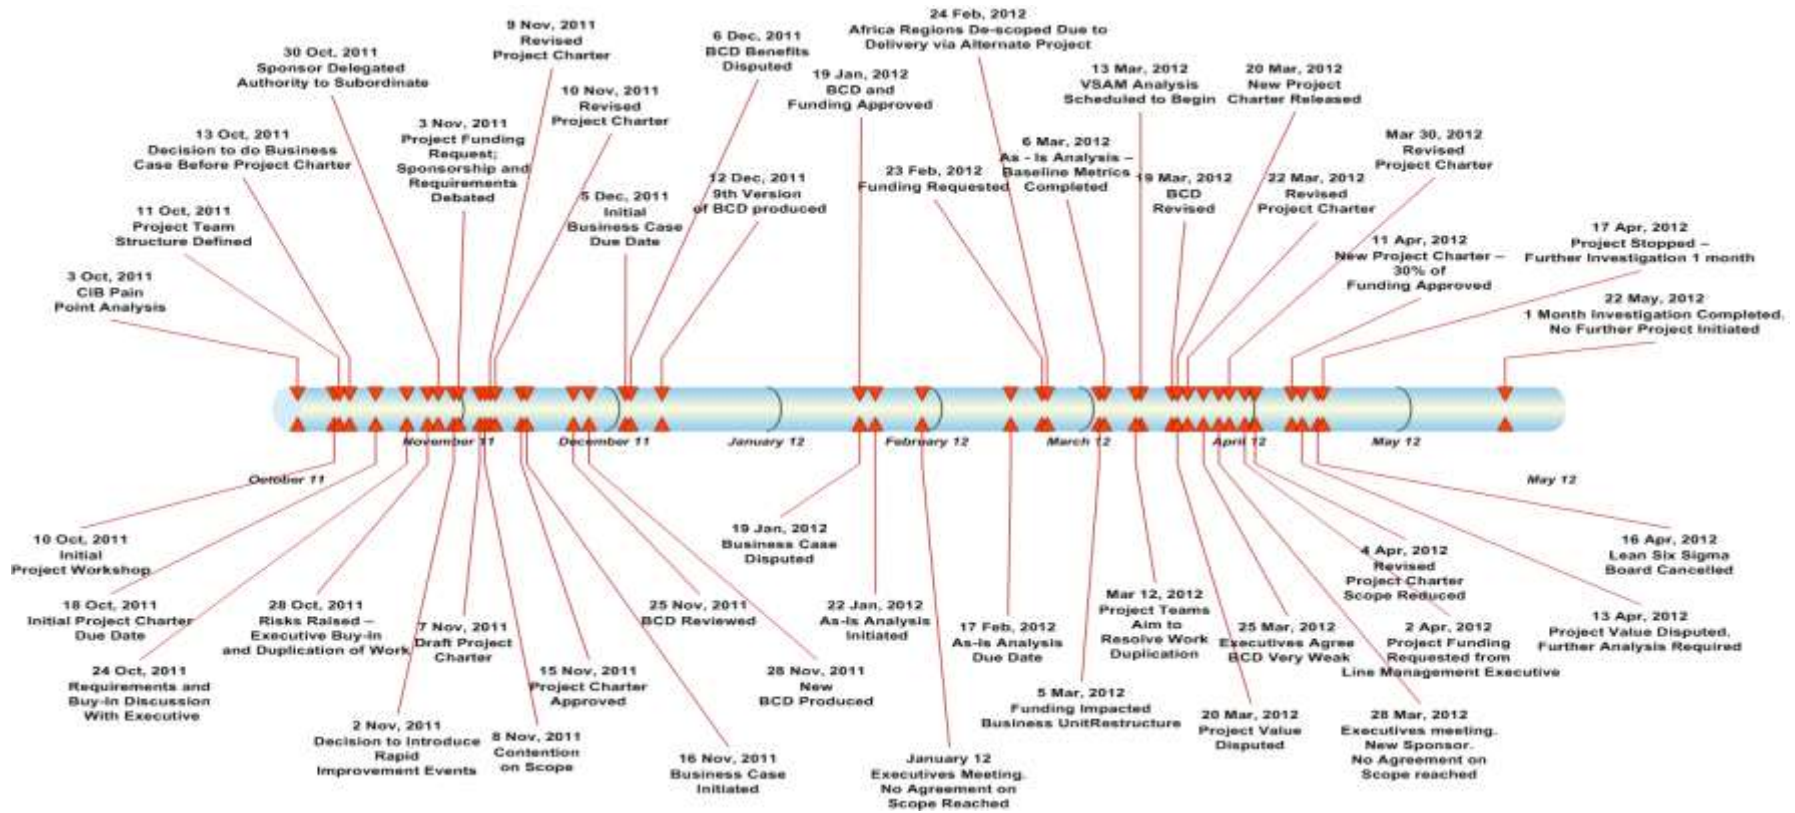 9 Nov, 2011
Revised
Project Charter
30 Oct, 2011
Sponsor Delegated
Authority to Subordinate
6 Dec, 2011
BCD Benefits
Disputed
24 Feb, 2012
Africa Regions De-scoped Due to
Delivery via Alternate Project
19 Jan, 2012
BCD and
Funding Approved
13 Mar, 2012
VSAM Analysis
Scheduled to Begin
20 Mar, 2012
New Project
Charter Released
10 Nov, 2011
Revised
Project Charter
3 Nov, 2011
Project Funding
Request;
Sponsorship and
Requirements
Debated
13 Oct, 2011
Decision to do Business
Case Before Project Charter
6 Mar, 2012
As - Is Analysis –
Baseline Metrics
Completed
Mar 30, 2012
Revised
Project Charter
5 Dec, 2011
Initial
Business Case
Due Date
12 Dec, 2011
9th Version
of BCD produced
23 Feb, 2012
Funding Requested
19 Mar, 2012
BCD
Revised
22 Mar, 2012
Revised
Project Charter
11 Oct, 2011
Project Team
Structure Defined
11 Apr, 2012
New Project Charter –
30% of
Funding Approved
17 Apr, 2012
Project Stopped –
Further Investigation 1 month
3 Oct, 2011
CIB Pain
Point Analysis
22 May, 2012
1 Month Investigation Completed.
No Further Project Initiated
November 11
December 11
January 12
February 12
March 12
April 12
May 12
October 11
May 12
10 Oct, 2011
Initial
Project Workshop
19 Jan, 2012
Business Case
Disputed
4 Apr, 2012
Revised
Project Charter
Scope Reduced
16 Apr, 2012
Lean Six Sigma
Board Cancelled
18 Oct, 2011
Initial Project Charter
Due Date
28 Oct, 2011
Risks Raised –
Executive Buy-in
and Duplication of Work
7 Nov, 2011
Draft Project
Charter
25 Nov, 2011
BCD Reviewed
22 Jan, 2012
As-Is Analysis
Initiated
17 Feb, 2012
As-Is Analysis
Due Date
Mar 12, 2012
Project Teams
Aim to
Resolve Work
Duplication
25 Mar, 2012
Executives Agree
BCD Very Weak
2 Apr, 2012
Project Funding
Requested from
Line Management Executive
13 Apr, 2012
Project Value Disputed.
Further Analysis Required
24 Oct, 2011
Requirements and
Buy-In Discussion
With Executive
15 Nov, 2011
Project Charter
Approved
28 Nov, 2011
New
BCD Produced
5 Mar, 2012
Funding Impacted
Business UnitRestructure
2 Nov, 2011
Decision to Introduce
Rapid
Improvement Events
8 Nov, 2011
Contention
on Scope
16 Nov, 2011
Business Case
Initiated
January 12
Executives Meeting.
No Agreement on
Scope Reached
20 Mar, 2012
Project Value
Disputed
28 Mar, 2012
Executives meeting.
New Sponsor.
No Agreement on
Scope reached